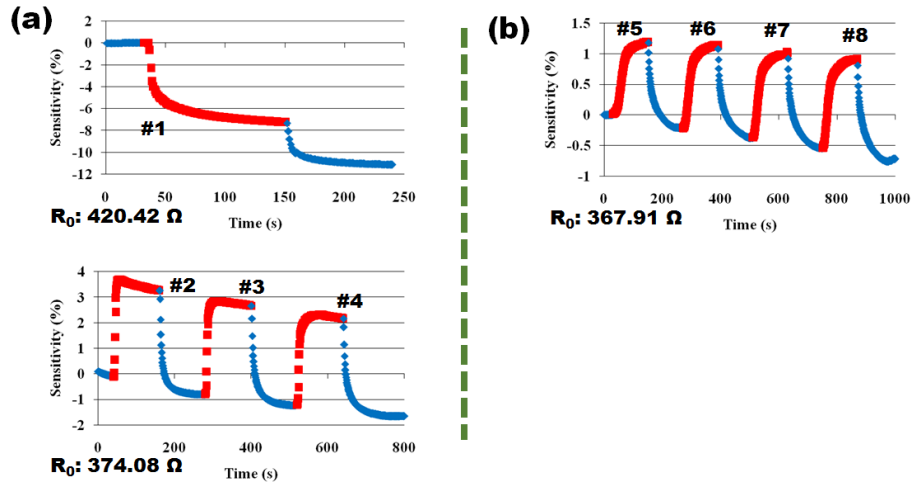 (a)
Sensitivity (%)
2
0
-2
-4
-6
-8
-10
-12
#1
0 50 100 150 200 250
R₀: 420.42 Ω
Time (s)
Sensitivity (%)
4
3
2
1
0
-1
-2
#2 #3 #4
0 200 400 600 800
R₀: 374.08 Ω
Time (s)
(b)
Sensitivity (%)
1.5
1
0.5
0
-0.5
-1
#5 #6 #7 #8
0 200 400 600 800 1000
R₀: 367.91 Ω
Time (s)